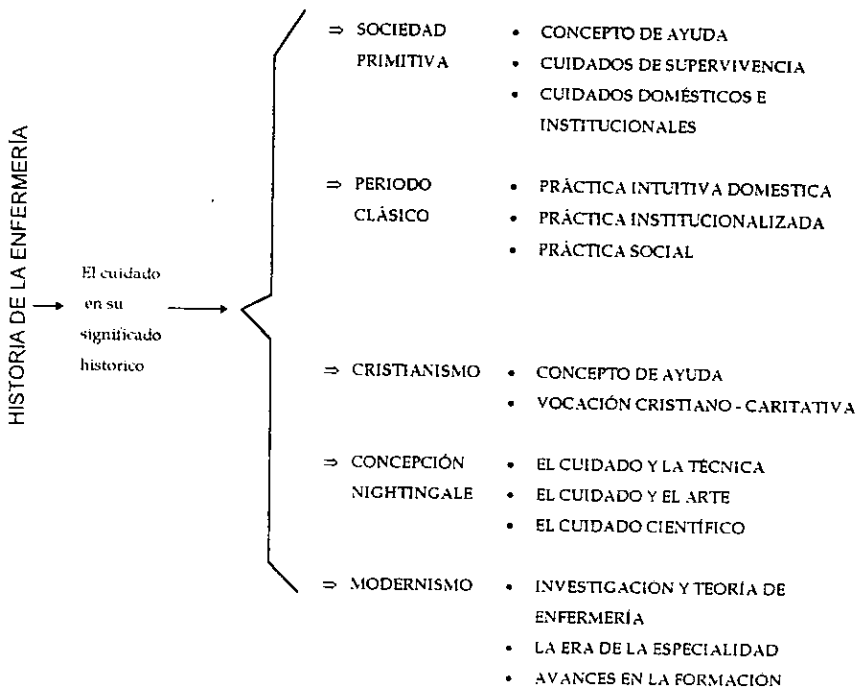 HISTORIA DE LA ENFERMERÍA
El cuidado
en su
significado
historico
⇒ SOCIEDAD
PRIMITIVA
• CONCEPTO DE AYUDA
• CUIDADOS DE SUPERVIVENCIA
• CUIDADOS DOMÉSTICOS E
INSTITUCIONALES
⇒ PERIODO
CLÁSICO
• PRÁCTICA INTUITIVA DOMESTICA
• PRÁCTICA INSTITUCIONALIZADA
• PRÁCTICA SOCIAL
⇒ CRISTIANISMO
• CONCEPTO DE AYUDA
• VOCACIÓN CRISTIANO - CARITATIVA
⇒ CONCEPCIÓN
NIGHTINGALE
• EL CUIDADO Y LA TÉCNICA
• EL CUIDADO Y EL ARTE
• EL CUIDADO CIENTÍFICO
⇒ MODERNISMO
• INVESTIGACIÓN Y TEORÍA DE
ENFERMERÍA
• LA ERA DE LA ESPECIALIDAD
• AVANCES EN LA FORMACIÓN